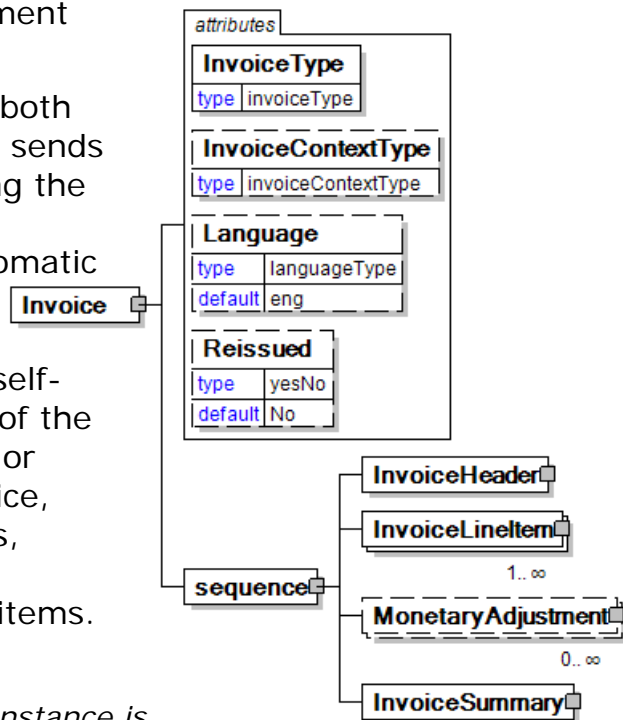 ment
both
sends
ng the
omatic
self-
of the
or
ice,
s,
items.
nstance is
Invoice
attributes
InvoiceType
type invoiceType
InvoiceContextType
type invoiceContextType
Language
type languageType
default eng
Reissued
type yesNo
default No
sequence
InvoiceHeader
InvoiceLineItem
1.. ∞
MonetaryAdjustment
0.. ∞
InvoiceSummary